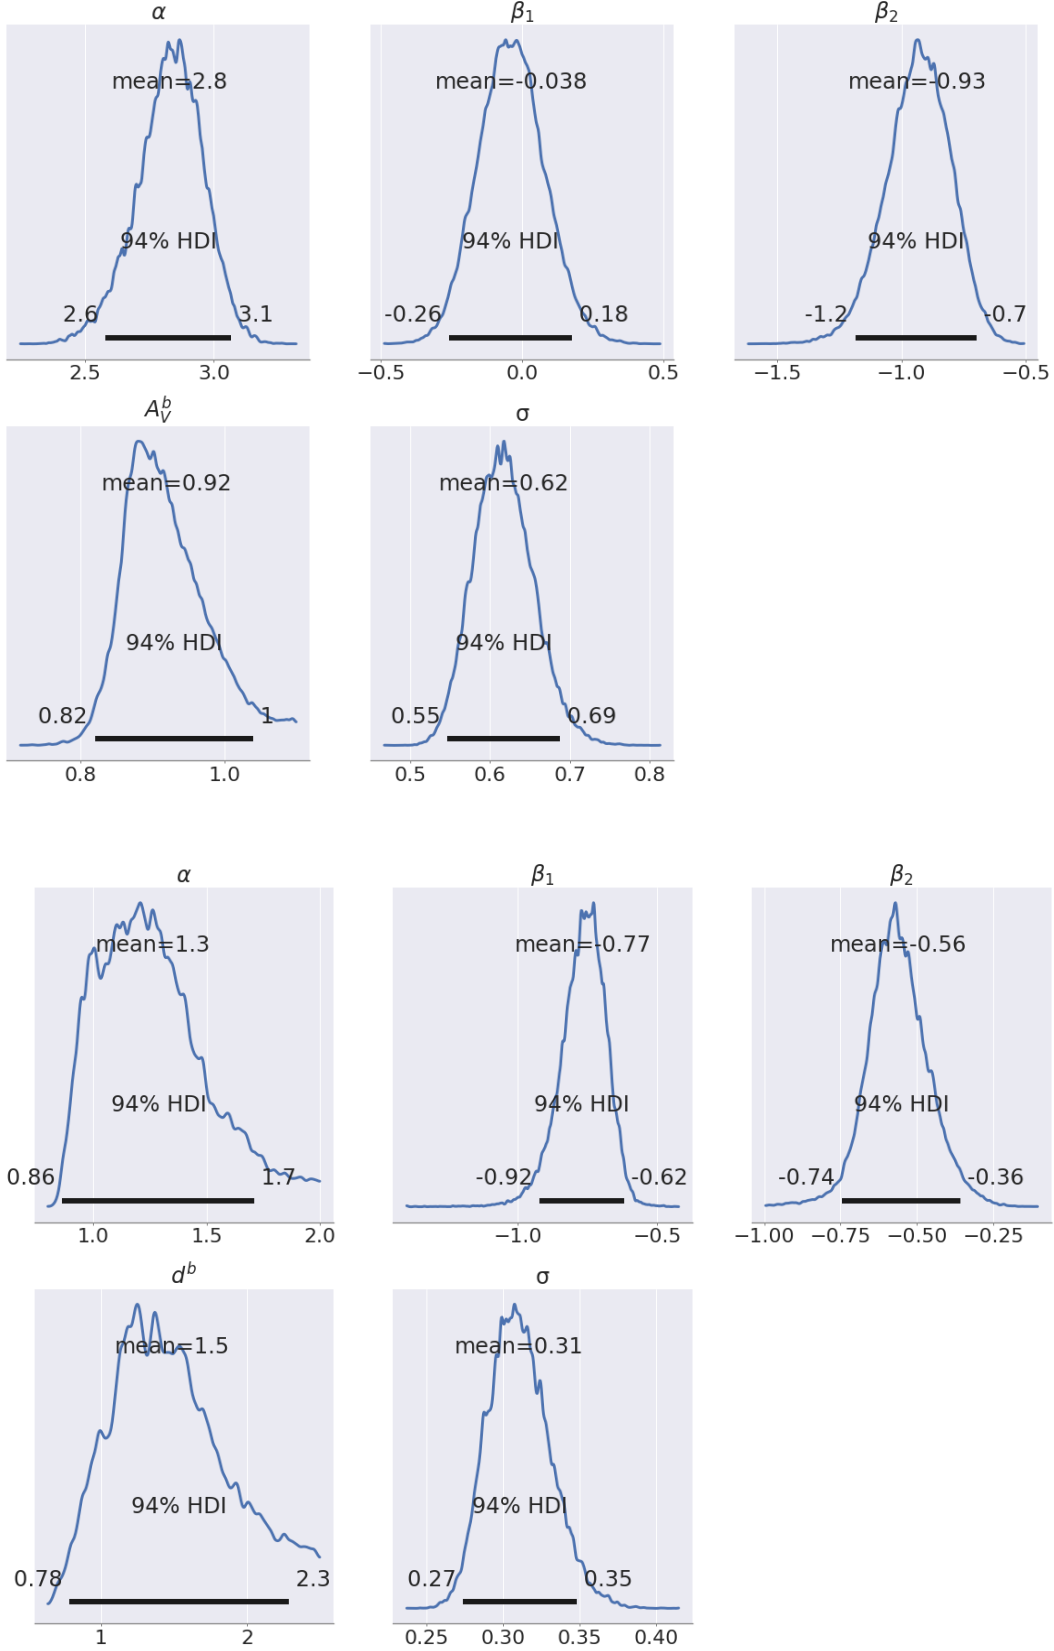 α
mean=2.8
94% HDI
2.6 3.1
2.5 3.0
β₁
mean=-0.038
94% HDI
-0.26 0.18
−0.5 0.0 0.5
β₂
mean=-0.93
94% HDI
-1.2 -0.7
−1.5 −1.0 −0.5
A_V^b
mean=0.92
94% HDI
0.82 1
0.8 1.0
σ
mean=0.62
94% HDI
0.55 0.69
0.5 0.6 0.7 0.8
α
mean=1.3
94% HDI
0.86 1.7
1.0 1.5 2.0
β₁
mean=-0.77
94% HDI
-0.92 -0.62
−1.0 −0.5
β₂
mean=-0.56
94% HDI
-0.74 -0.36
−1.00 −0.75 −0.50 −0.25
d^b
mean=1.5
94% HDI
0.78 2.3
1 2
σ
mean=0.31
94% HDI
0.27 0.35
0.25 0.30 0.35 0.40